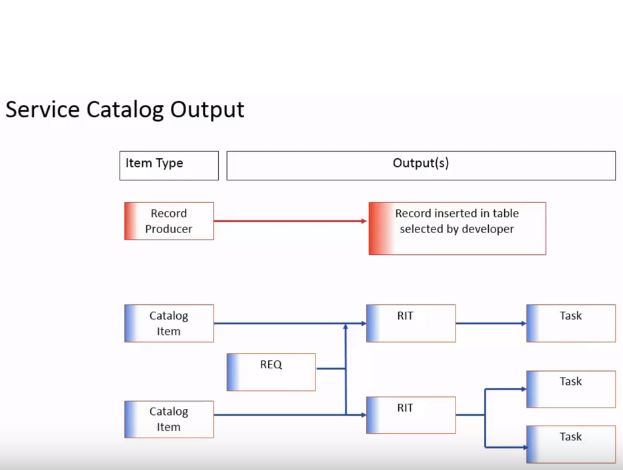 Service Catalog Output
Item Type
Output(s)
Record
Producer
Record inserted in table
selected by developer
Catalog
Item
RIT
Task
REQ
Task
Catalog
Item
RIT
Task